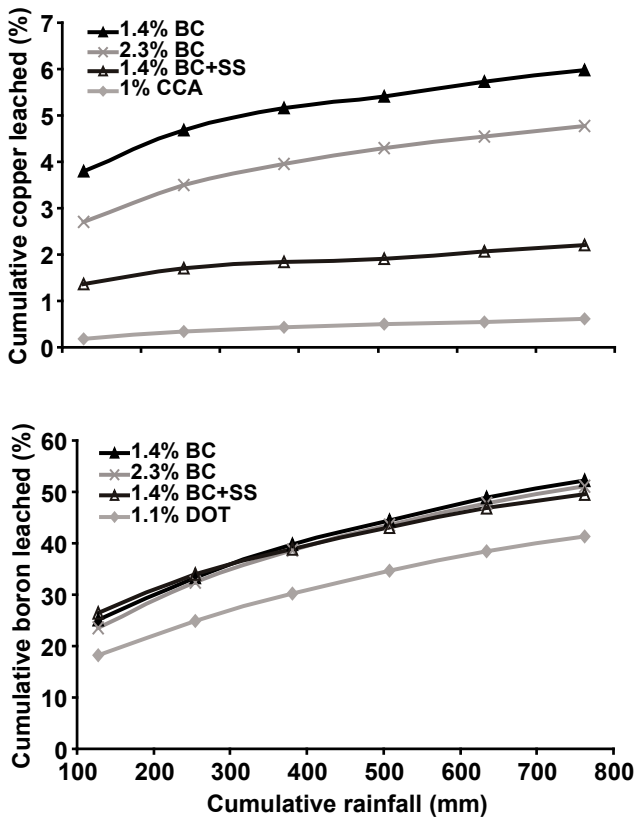 Cumulative copper leached (%)
7
6
5
4
3
2
1
0
1.4% BC
2.3% BC
1.4% BC+SS
1% CCA
Cumulative boron leached (%)
60
50
40
30
20
10
0
1.4% BC
2.3% BC
1.4% BC+SS
1.1% DOT
100 200 300 400 500 600 700 800
Cumulative rainfall (mm)